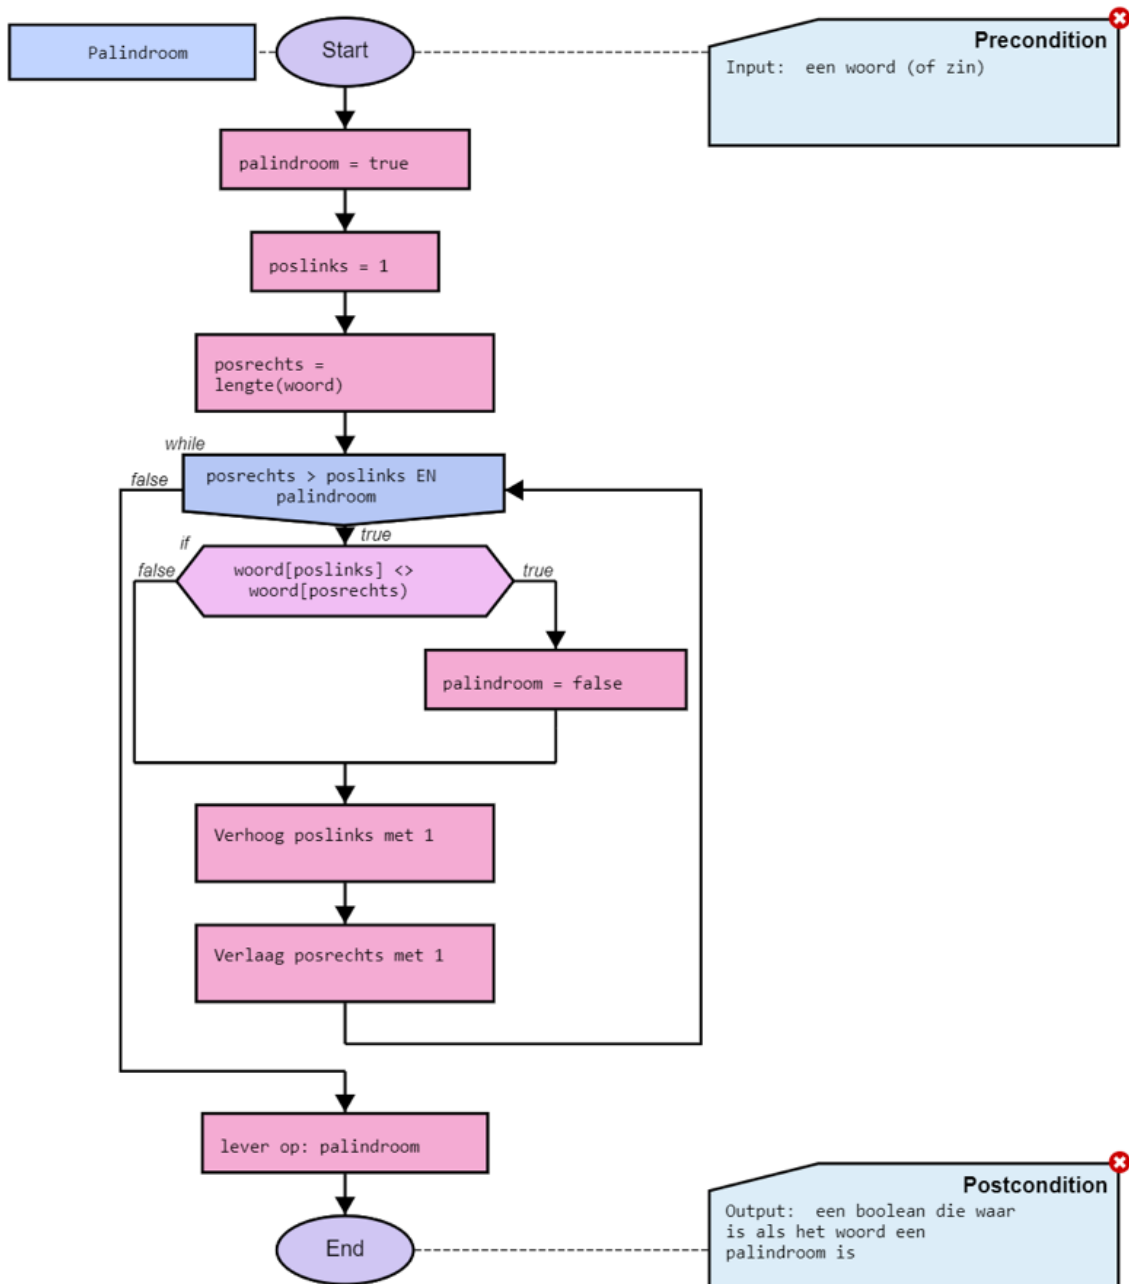 Palindroom
Start
Precondition
Input:  een woord (of zin)
palindroom = true
poslinks = 1
posrechts =
lengte(woord)
while
false
posrechts > poslinks EN
palindroom
true
if
false
woord[poslinks] <>
woord[posrechts)
true
palindroom = false
Verhoog poslinks met 1
Verlaag posrechts met 1
lever op: palindroom
Postcondition
Output:  een boolean die waar
is als het woord een
palindroom is
End